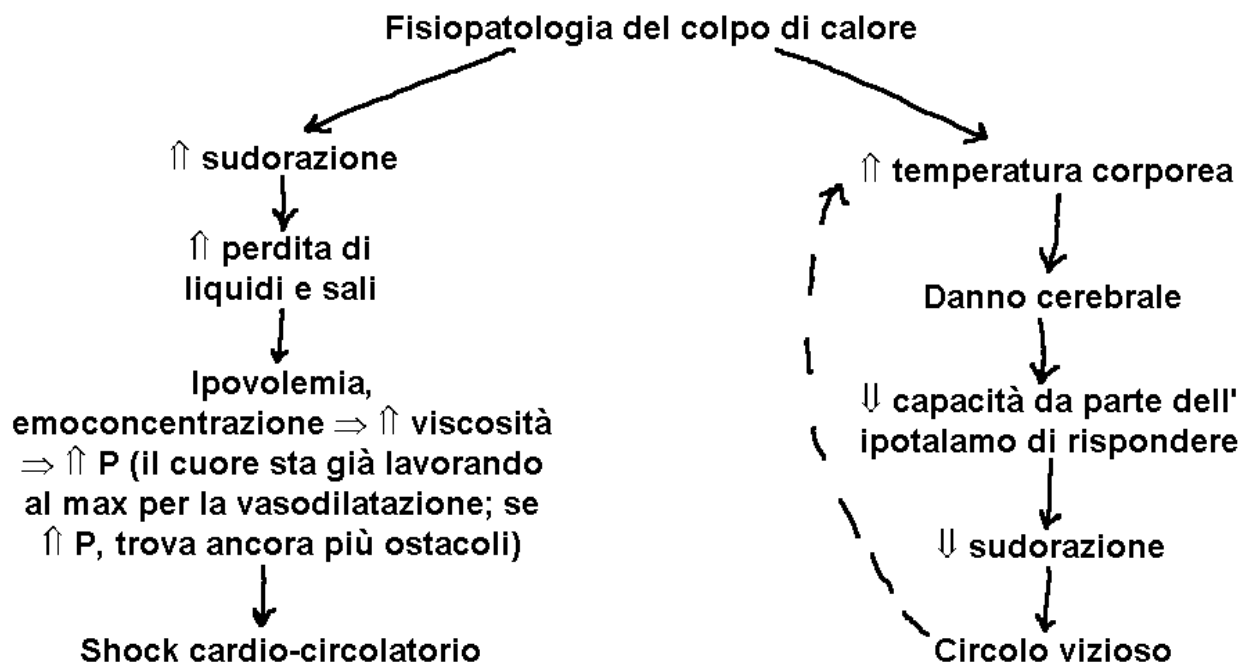 Fisiopatologia del colpo di calore
⇑ sudorazione
⇑ perdita di
liquidi e sali
Ipovolemia,
emoconcentrazione ⇒ ⇑ viscosità
⇒ ⇑ P (il cuore sta già lavorando
al max per la vasodilatazione; se
⇑ P, trova ancora più ostacoli)
Shock cardio-circolatorio
⇑ temperatura corporea
Danno cerebrale
⇓ capacità da parte dell'
ipotalamo di rispondere
⇓ sudorazione
Circolo vizioso